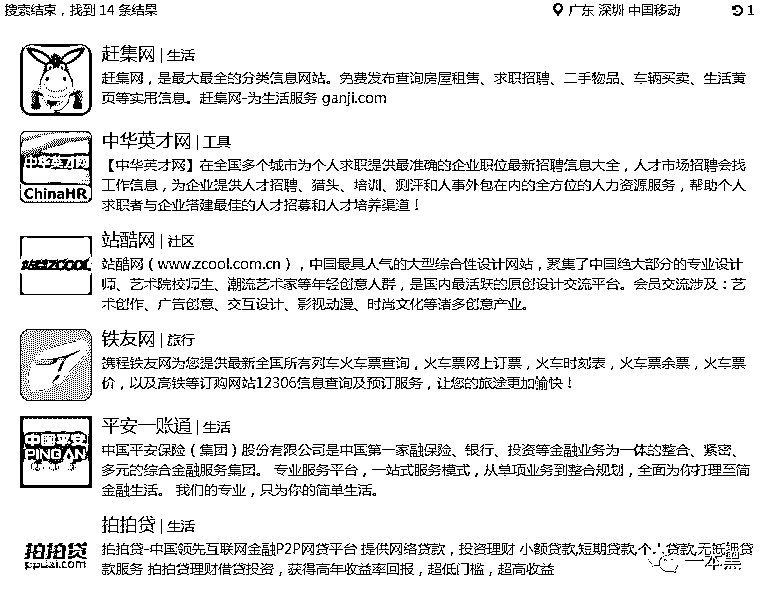 搜索结束，找到 14 条结果
广东 深圳 中国移动
1
赶集网 | 生活
赶集网，是最大最全的分类信息网站。免费发布查询房屋租售、求职招聘、二手物品、车辆买卖、生活黄
页等实用信息。赶集网-为生活服务 ganji.com
中华英才网
ChinaHR
中华英才网 | 工具
【中华英才网】在全国多个城市为个人求职提供最准确的企业职位最新招聘信息大全，人才市场招聘会找
工作信息，为企业提供人才招聘、猎头、培训、测评和人事外包在内的全方位的人力资源服务，帮助个人
求职者与企业搭建最佳的人才招募和人才培养渠道！
站酷ZCOOL
站酷网 | 社区
站酷网（www.zcool.com.cn），中国最具人气的大型综合性设计网站，聚集了中国绝大部分的专业设计
师、艺术院校师生、潮流艺术家等年轻创意人群，是国内最活跃的原创设计交流平台。会员交流涉及：艺
术创作、广告创意、交互设计、影视动漫、时尚文化等诸多创意产业。
铁友网 | 旅行
携程铁友网为您提供最新全国所有列车火车票查询，火车票网上订票，火车时刻表，火车票余票，火车票
价，以及高铁等订购网站12306信息查询及预订服务，让您的旅途更加愉快！
中国平安
PINGAN
平安一账通 | 生活
中国平安保险（集团）股份有限公司是中国第一家融保险、银行、投资等金融业务为一体的整合、紧密、
多元的综合金融服务集团。 专业服务平台，一站式服务模式，从单项业务到整合规划，全面为你打理至简
金融生活。 我们的专业，只为你的简单生活。
拍拍贷
ppdai.com
拍拍贷 | 生活
拍拍贷-中国领先互联网金融P2P网贷平台 提供网络贷款，投资理财 小额贷款,短期贷款,个人贷款,无抵押贷
款服务 拍拍贷理财借贷投资，获得高年收益率回报，超低门槛，超高收益
一本黑